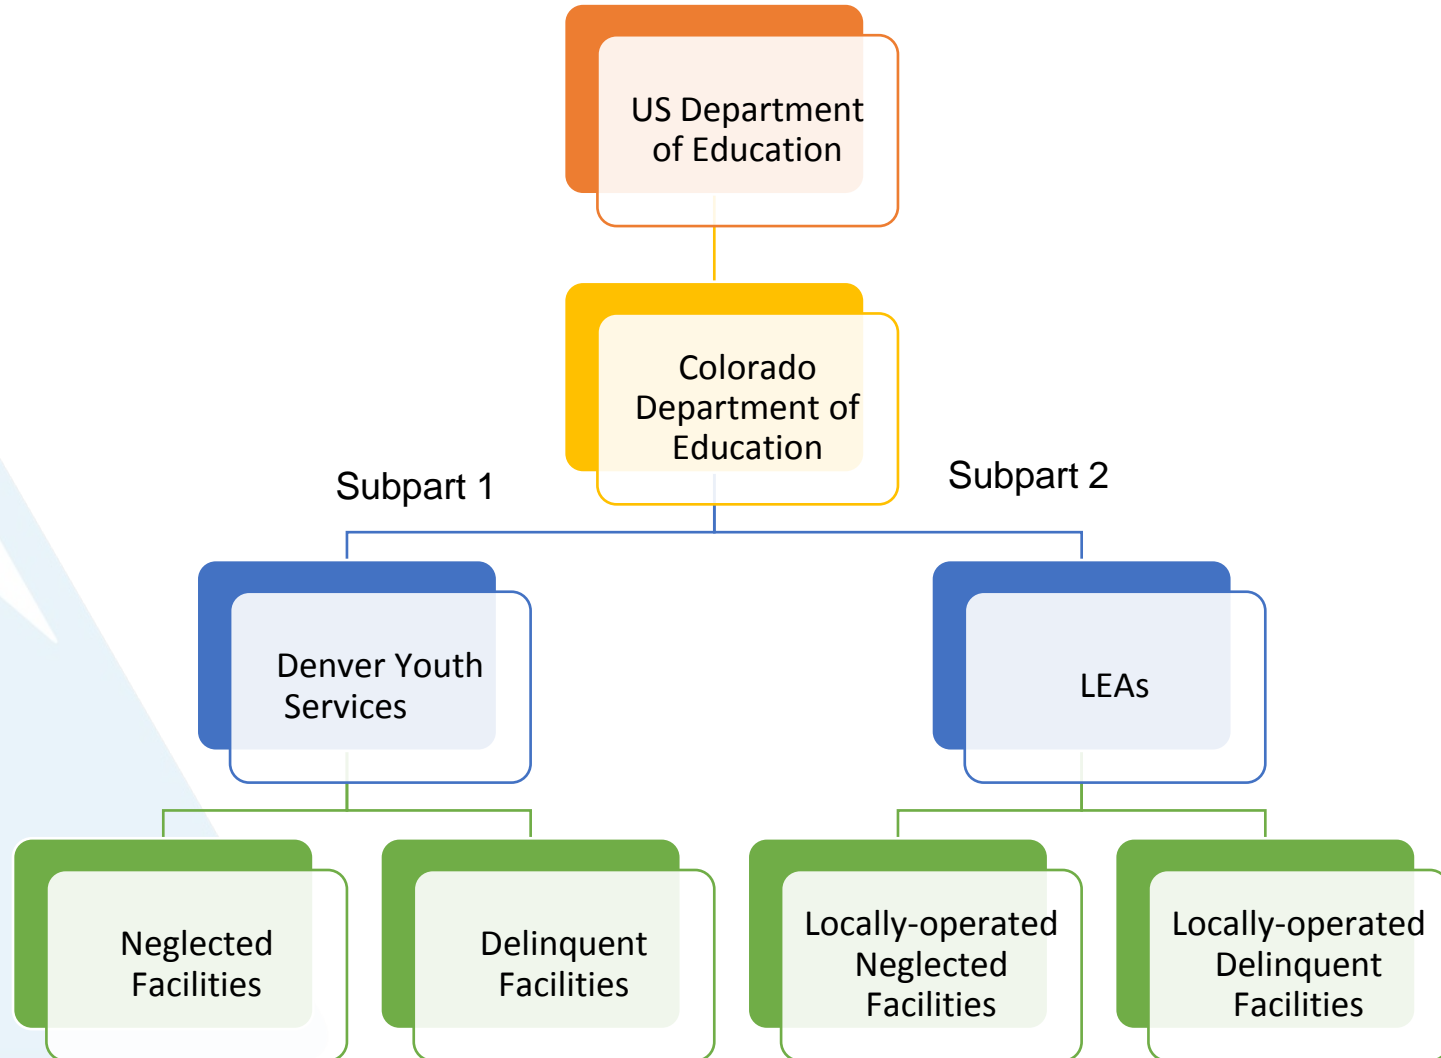 US Department
of Education
Colorado
Department of
Education
Subpart 1
Subpart 2
Denver Youth
Services
LEAs
Neglected
Facilities
Delinquent
Facilities
Locally-operated
Neglected
Facilities
Locally-operated
Delinquent
Facilities